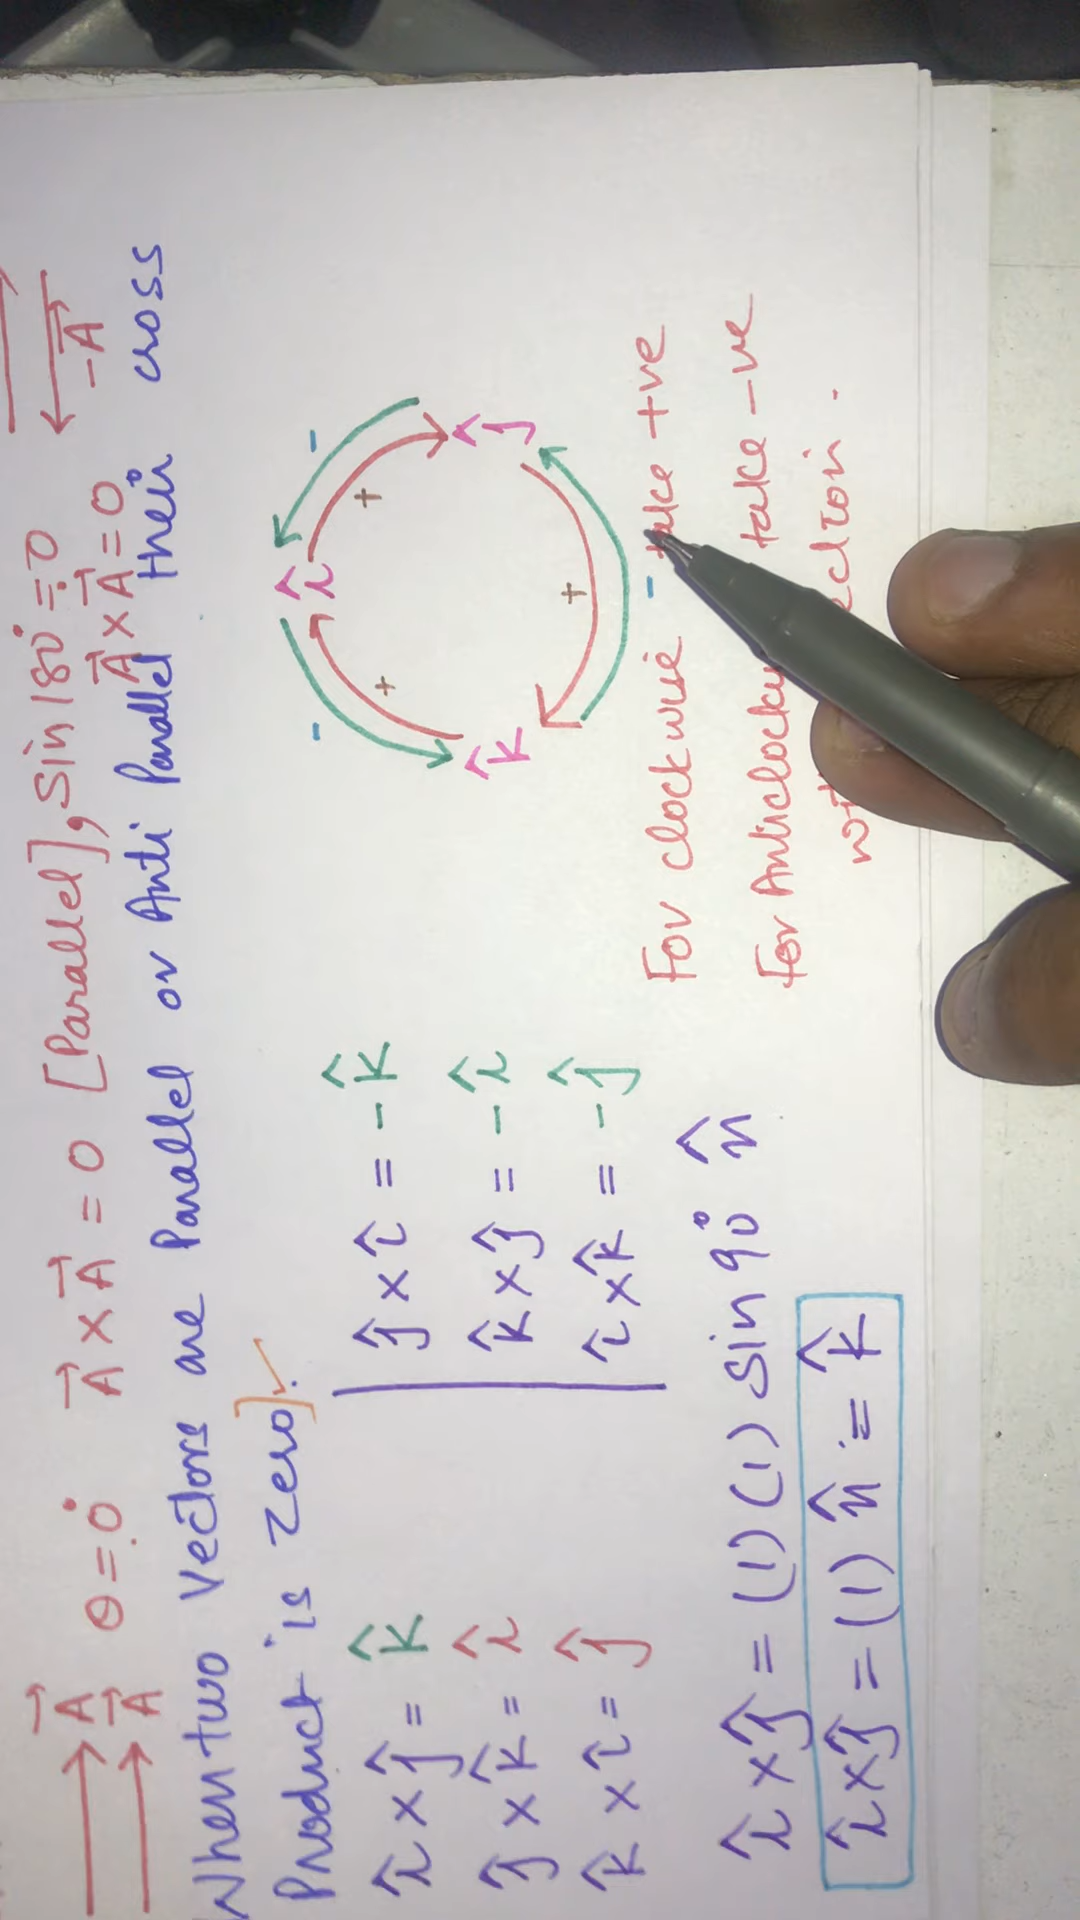 A⃗ θ = 0° A⃗ × A⃗ = 0 [Parallel], Sin 180° = 0
A⃗ A⃗ × A⃗ = 0 -A⃗
When two Vectors are Parallel or Anti Parallel their cross
Product is zero].
î × ĵ = k̂
ĵ × k̂ = î
k̂ × î = ĵ
ĵ × î = - k̂
k̂ × ĵ = - î
î × k̂ = - ĵ
î
ĵ
k̂
+ + +
- - -
î × ĵ = (1) (1) Sin 90° n̂
î × ĵ = (1) n̂ = k̂
For clockwise take +ve
for take -ve